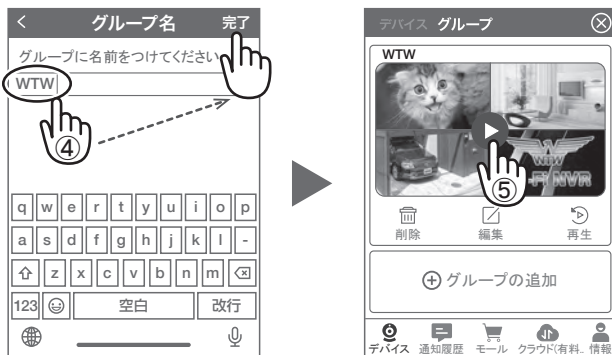 グループ名
完了
グループに名前をつけてください
WTW
④
q w e r t y u i o p
a s d f g h j k l -
z x c v b n m
123 空白 改行
デバイス グループ
WTW
WTW
-Fi NVR
⑤
削除 編集 再生
グループの追加
デバイス 通知履歴 モール クラウド(有料.. 情報